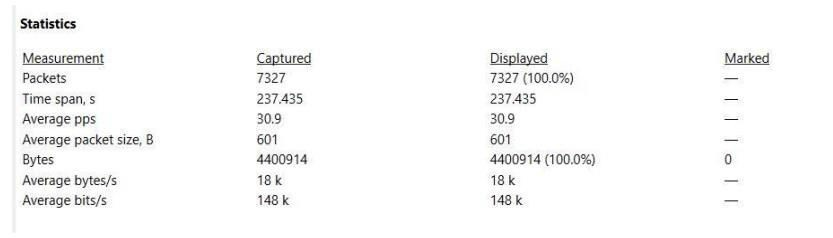 Statistics
Measurement Captured Displayed Marked
Packets 7327 7327 (100.0%) —
Time span, s 237.435 237.435 —
Average pps 30.9 30.9 —
Average packet size, B 601 601 —
Bytes 4400914 4400914 (100.0%) 0
Average bytes/s 18 k 18 k —
Average bits/s 148 k 148 k —